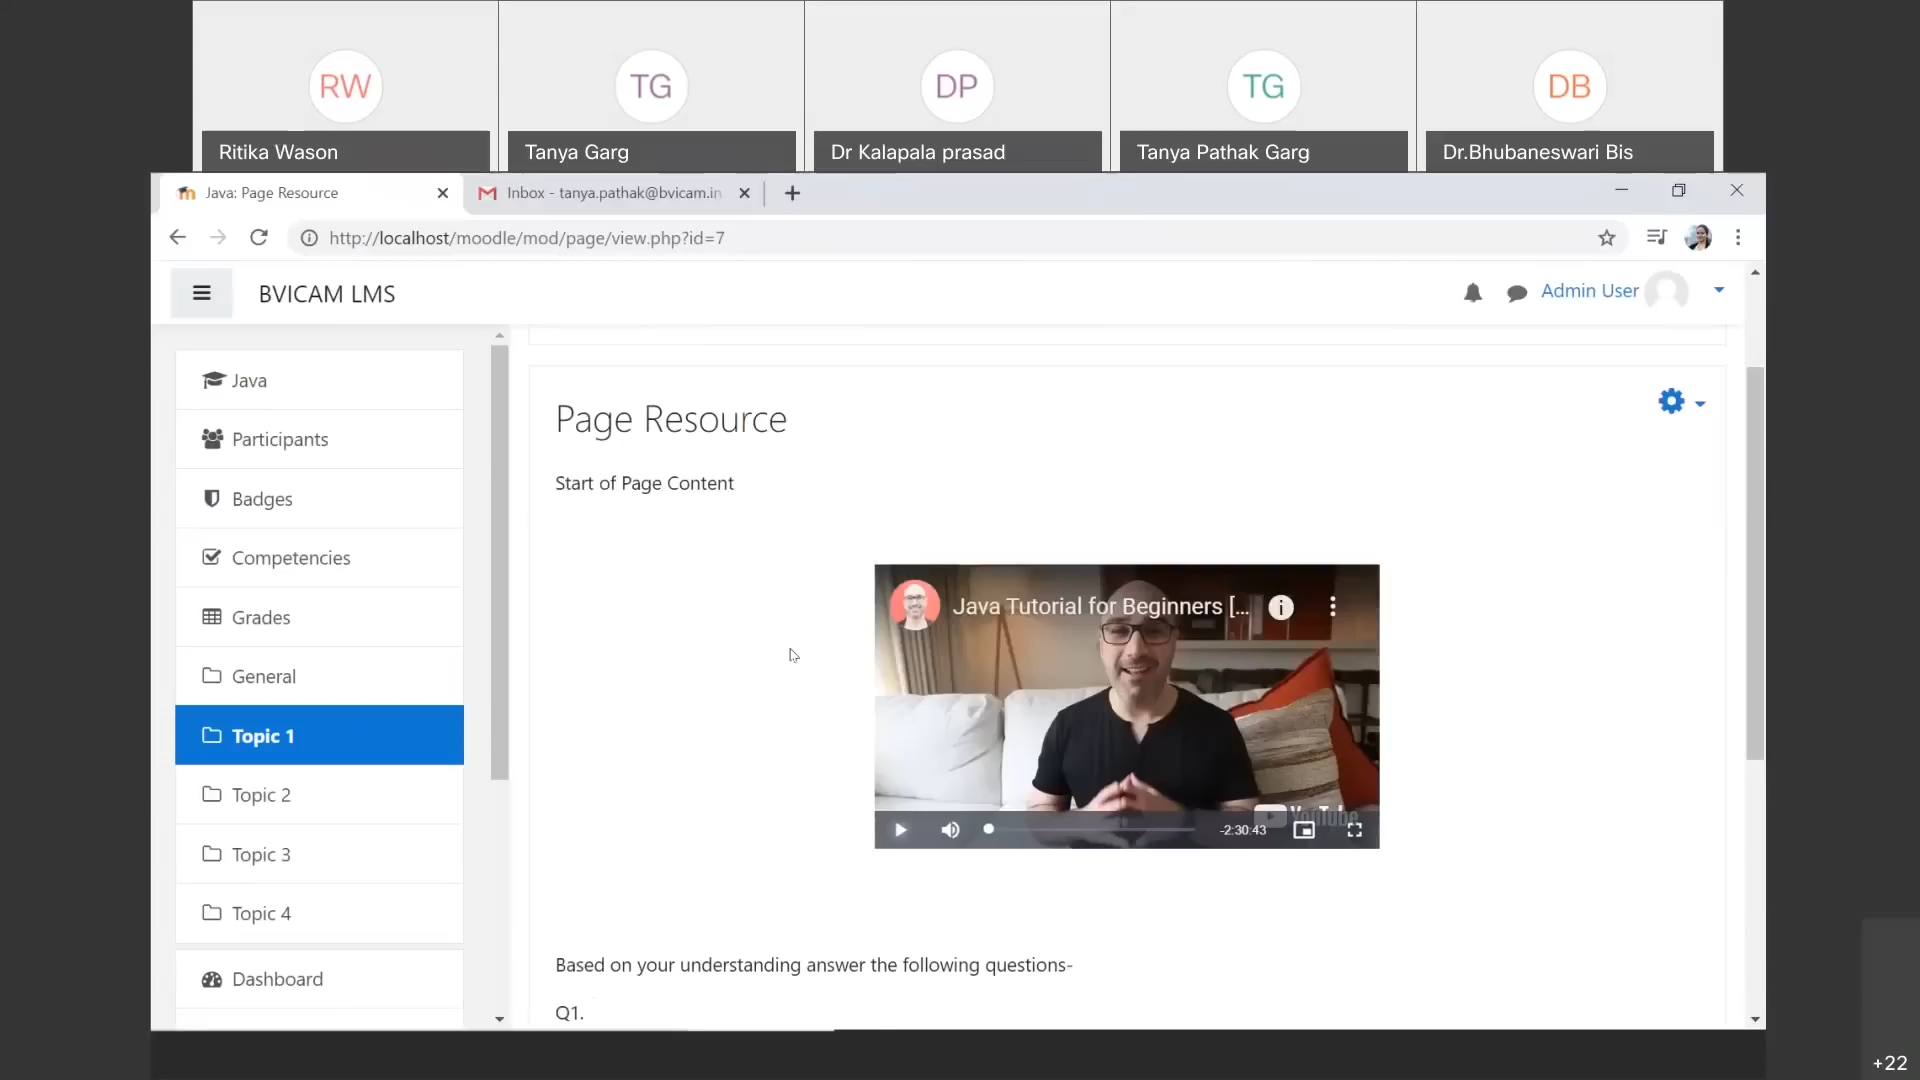 RW
TG
DP
TG
DB
Ritika Wason
Tanya Garg
Dr Kalapala prasad
Tanya Pathak Garg
Dr.Bhubaneswari Bis
Java: Page Resource
Inbox - tanya.pathak@bvicam.in
http://localhost/moodle/mod/page/view.php?id=7
BVICAM LMS
Admin User
Java
Participants
Badges
Competencies
Grades
General
Topic 1
Topic 2
Topic 3
Topic 4
Dashboard
Page Resource
Start of Page Content
Java Tutorial for Beginners [...
YouTube
-2:30:43
Based on your understanding answer the following questions-
Q1.
+22